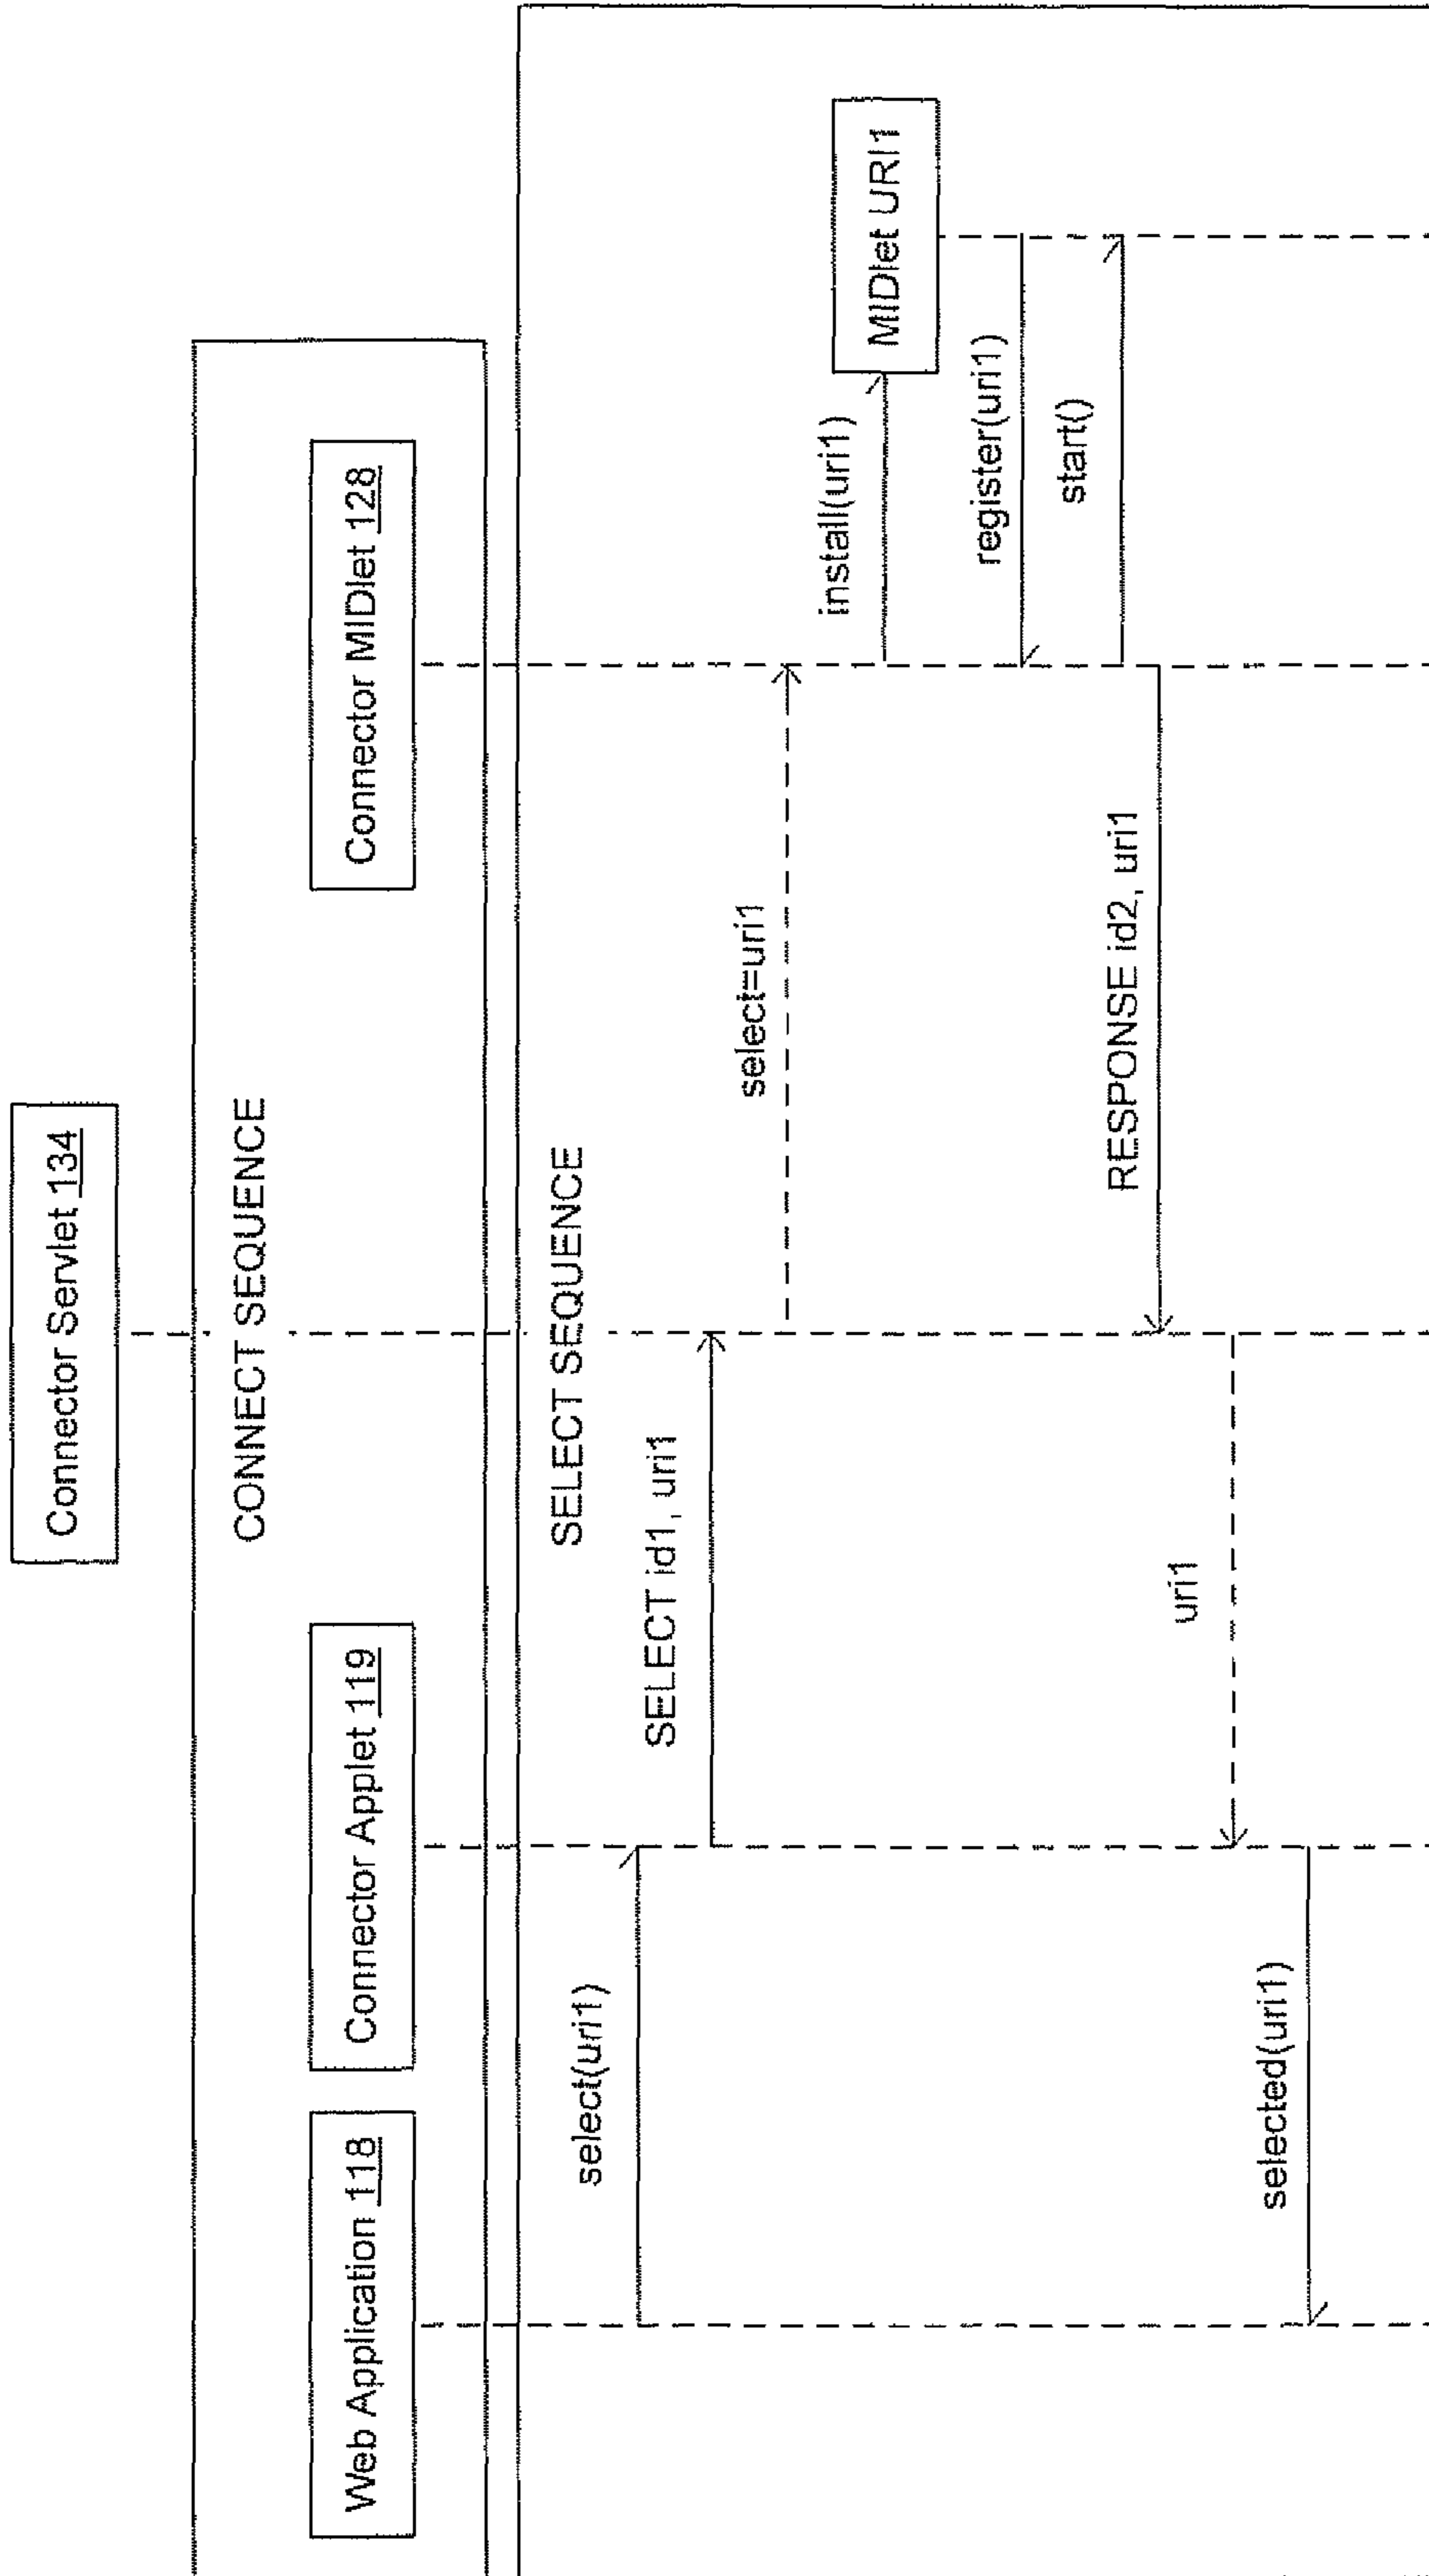 Connector Servlet 134
CONNECT SEQUENCE
Web Application 118
Connector Applet 119
Connector MIDlet 128
SELECT SEQUENCE
select(uri1)
SELECT id1, uri1
select=uri1
install(uri1)
MIDlet URI1
register(uri1)
start()
RESPONSE id2, uri1
uri1
selected(uri1)